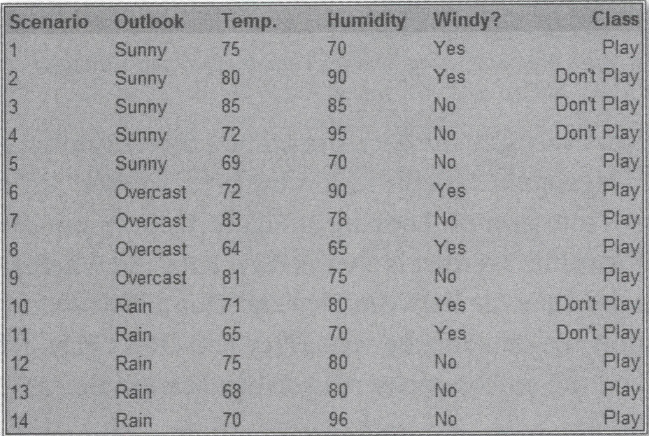 Scenario Outlook Temp. Humidity Windy? Class
1 Sunny 75 70 Yes Play
2 Sunny 80 90 Yes Don't Play
3 Sunny 85 85 No Don't Play
4 Sunny 72 95 No Don't Play
5 Sunny 69 70 No Play
6 Overcast 72 90 Yes Play
7 Overcast 83 78 No Play
8 Overcast 64 65 Yes Play
9 Overcast 81 75 No Play
10 Rain 71 80 Yes Don't Play
11 Rain 65 70 Yes Don't Play
12 Rain 75 80 No Play
13 Rain 68 80 No Play
14 Rain 70 96 No Play